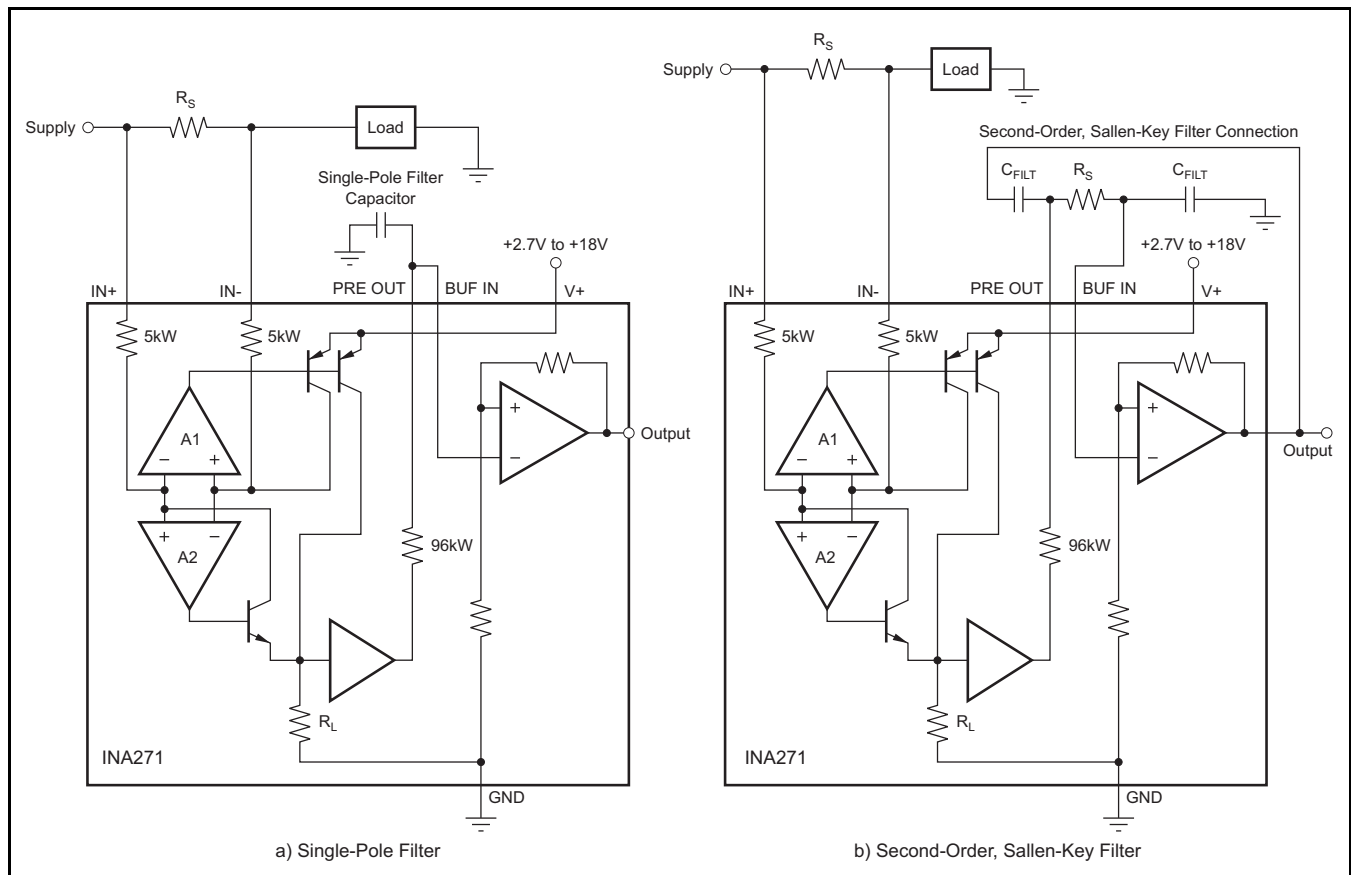 R_S
Supply
Load
Single-Pole Filter
Capacitor
+2.7V to +18V
IN+
IN-
PRE OUT
BUF IN
V+
5kW
5kW
A1
- +
+
-
Output
+ -
A2
96kW
R_L
INA271
GND
a) Single-Pole Filter
R_S
Supply
Load
Second-Order, Sallen-Key Filter Connection
C_FILT
R_S
C_FILT
+2.7V to +18V
IN+
IN-
PRE OUT
BUF IN
V+
5kW
5kW
A1
- +
+
-
Output
+ -
A2
96kW
R_L
INA271
GND
b) Second-Order, Sallen-Key Filter